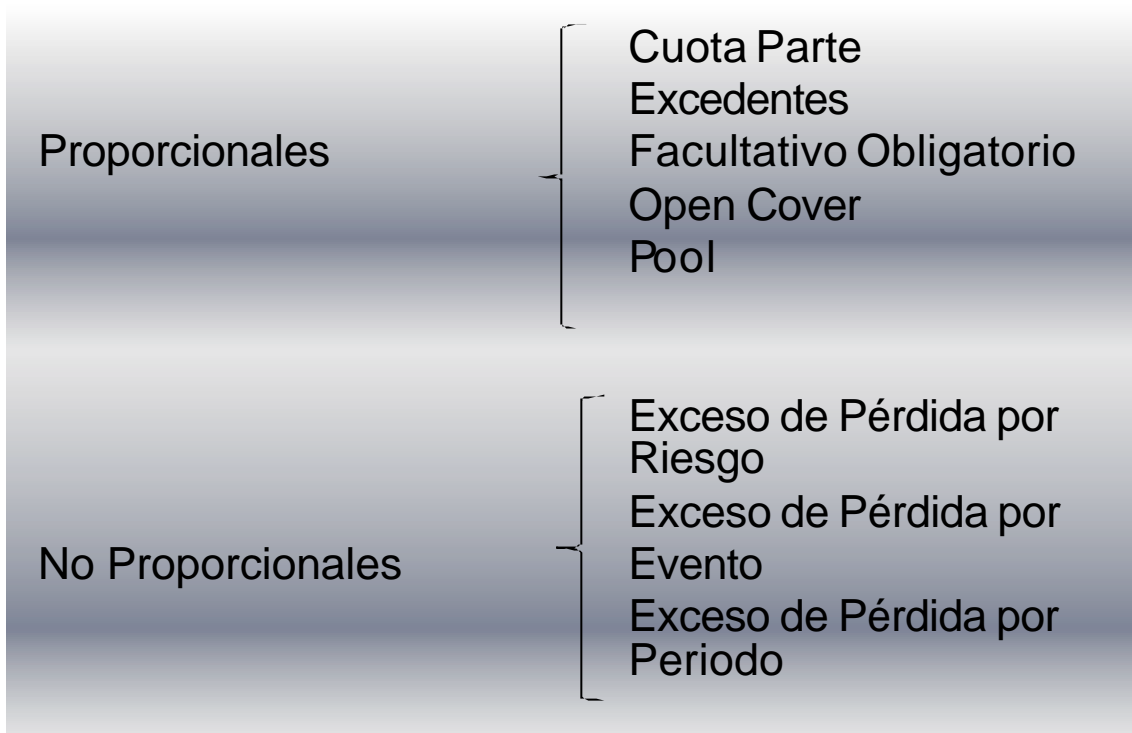 Proporcionales
Cuota Parte
Excedentes
Facultativo Obligatorio
Open Cover
Pool
No Proporcionales
Exceso de Pérdida por
Riesgo
Exceso de Pérdida por
Evento
Exceso de Pérdida por
Periodo